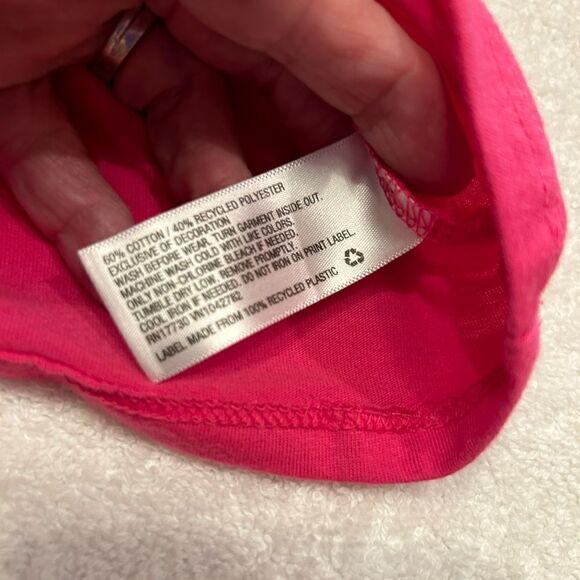 60% COTTON / 40% RECYCLED POLYESTER
EXCLUSIVE OF DECORATION
WASH BEFORE WEAR. TURN GARMENT INSIDE OUT.
MACHINE WASH COLD WITH LIKE COLORS.
ONLY NON-CHLORINE BLEACH IF NEEDED.
TUMBLE DRY LOW. REMOVE PROMPTLY.
COOL IRON IF NEEDED. DO NOT IRON ON PRINT LABEL.
RN17730 VN1042782
LABEL MADE FROM 100% RECYCLED PLASTIC